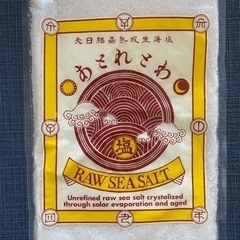 天日結晶熟成生海塩
あそれとわ
塩
RAW SEA SALT
Unrefined raw sea salt crystalized
through solar evaporation and aged